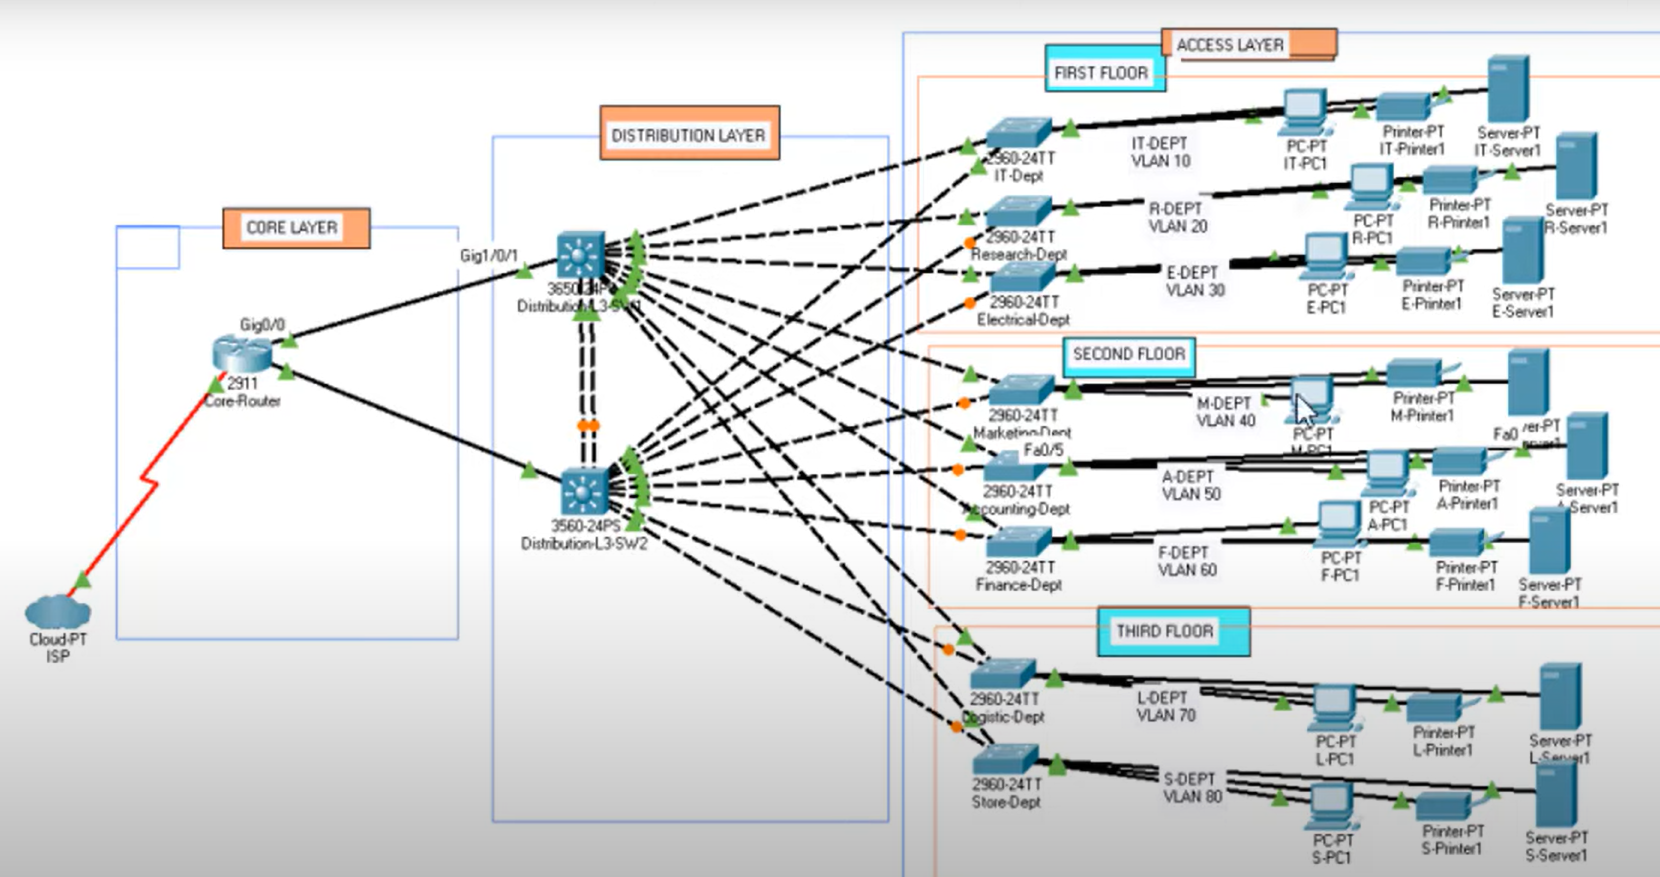 ACCESS LAYER
FIRST FLOOR
DISTRIBUTION LAYER
CORE LAYER
2960-24TT
IT-Dept
IT-DEPT
VLAN 10
PC-PT
IT-PC1
Printer-PT
IT-Printer1
Server-PT
IT-Server1
2960-24TT
Research-Dept
R-DEPT
VLAN 20
PC-PT
R-PC1
Printer-PT
R-Printer1
Server-PT
R-Server1
2960-24TT
Electrical-Dept
E-DEPT
VLAN 30
PC-PT
E-PC1
Printer-PT
E-Printer1
Server-PT
E-Server1
Gig1/0/1
3650-24PS
Distribution-L3-SW1
Gig0/0
2911
Core-Router
SECOND FLOOR
2960-24TT
Marketing-Dept
M-DEPT
VLAN 40
PC-PT
M-PC1
Printer-PT
M-Printer1
Fa0
Fa0/5
2960-24TT
Accounting-Dept
A-DEPT
VLAN 50
PC-PT
A-PC1
Printer-PT
A-Printer1
Server-PT
A-Server1
3560-24PS
Distribution-L3-SW2
2960-24TT
Finance-Dept
F-DEPT
VLAN 60
PC-PT
F-PC1
Printer-PT
F-Printer1
Server-PT
F-Server1
Cloud-PT
ISP
THIRD FLOOR
2960-24TT
Logistic-Dept
L-DEPT
VLAN 70
PC-PT
L-PC1
Printer-PT
L-Printer1
Server-PT
L-Server1
2960-24TT
Store-Dept
S-DEPT
VLAN 80
PC-PT
S-PC1
Printer-PT
S-Printer1
Server-PT
S-Server1